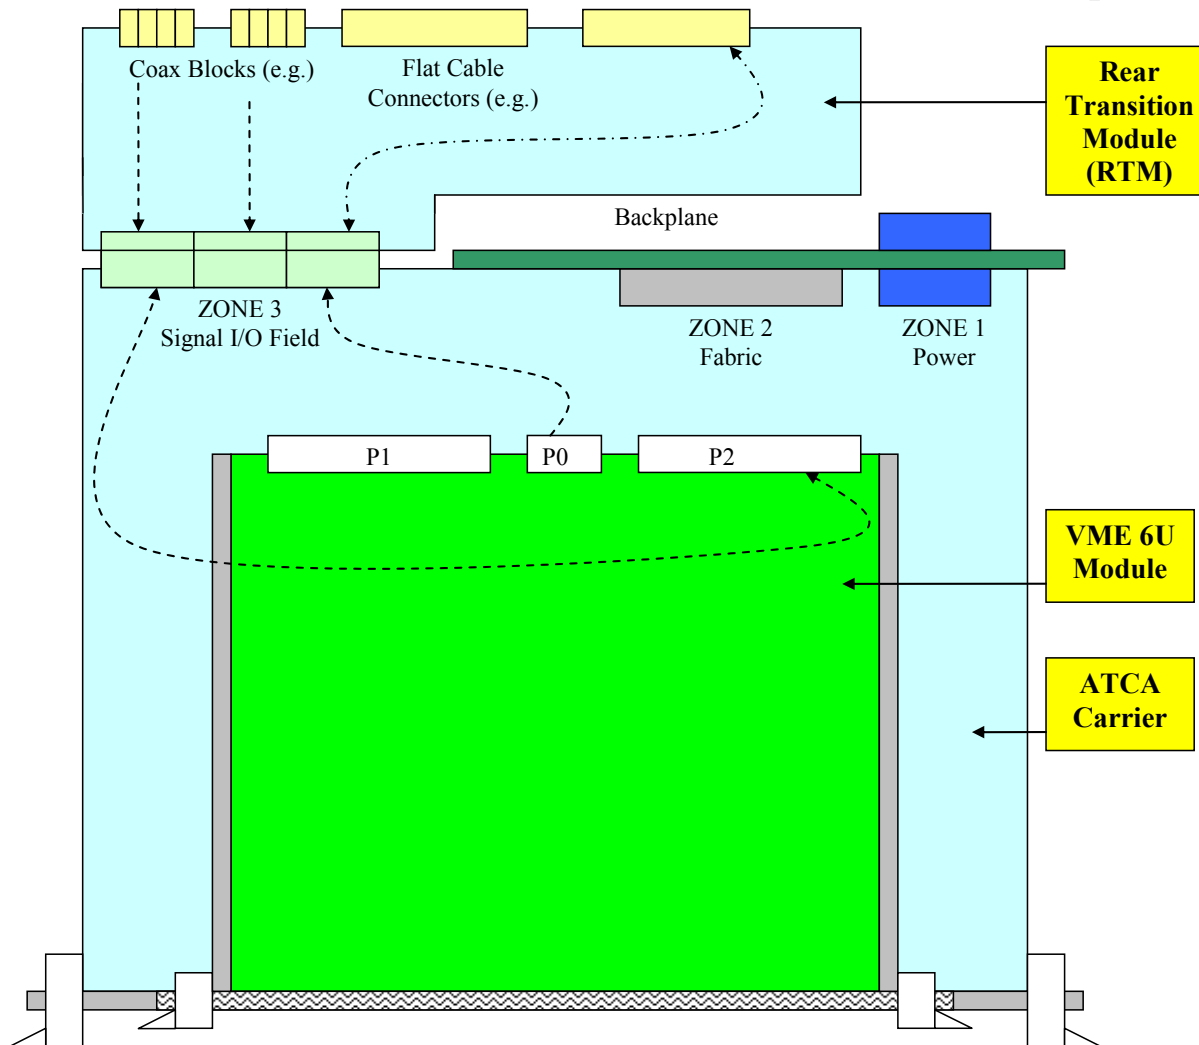 Coax Blocks (e.g.)
Flat Cable
Connectors (e.g.)
Rear
Transition
Module
(RTM)
Backplane
ZONE 3
Signal I/O Field
ZONE 2
Fabric
ZONE 1
Power
P1
P0
P2
VME 6U
Module
ATCA
Carrier